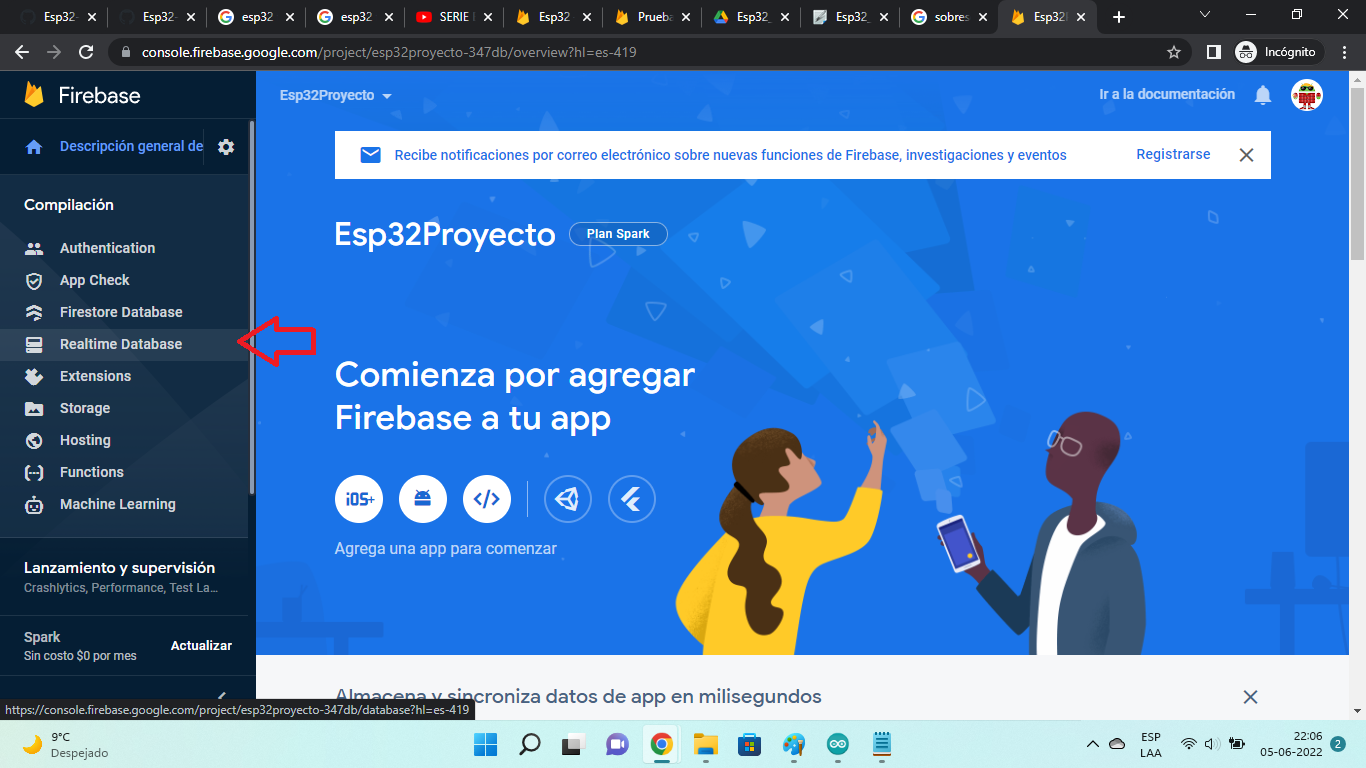 Esp32-
Esp32-
esp32
esp32
SERIE
Esp32
Prueba
Esp32_
Esp32_
sobres
Esp32
console.firebase.google.com/project/esp32proyecto-347db/overview?hl=es-419
Incógnito
Firebase
Esp32Proyecto
Ir a la documentación
Descripción general de
Recibe notificaciones por correo electrónico sobre nuevas funciones de Firebase, investigaciones y eventos
Registrarse
Compilación
Authentication
App Check
Firestore Database
Realtime Database
Extensions
Storage
Hosting
Functions
Machine Learning
Esp32Proyecto
Plan Spark
Comienza por agregar
Firebase a tu app
iOS+
Agrega una app para comenzar
Lanzamiento y supervisión
Crashlytics, Performance, Test La...
Spark
Sin costo $0 por mes
Actualizar
Almacena y sincroniza datos de app en milisegundos
https://console.firebase.google.com/project/esp32proyecto-347db/database?hl=es-419
9°C
Despejado
ESP
LAA
22:06
05-06-2022
2